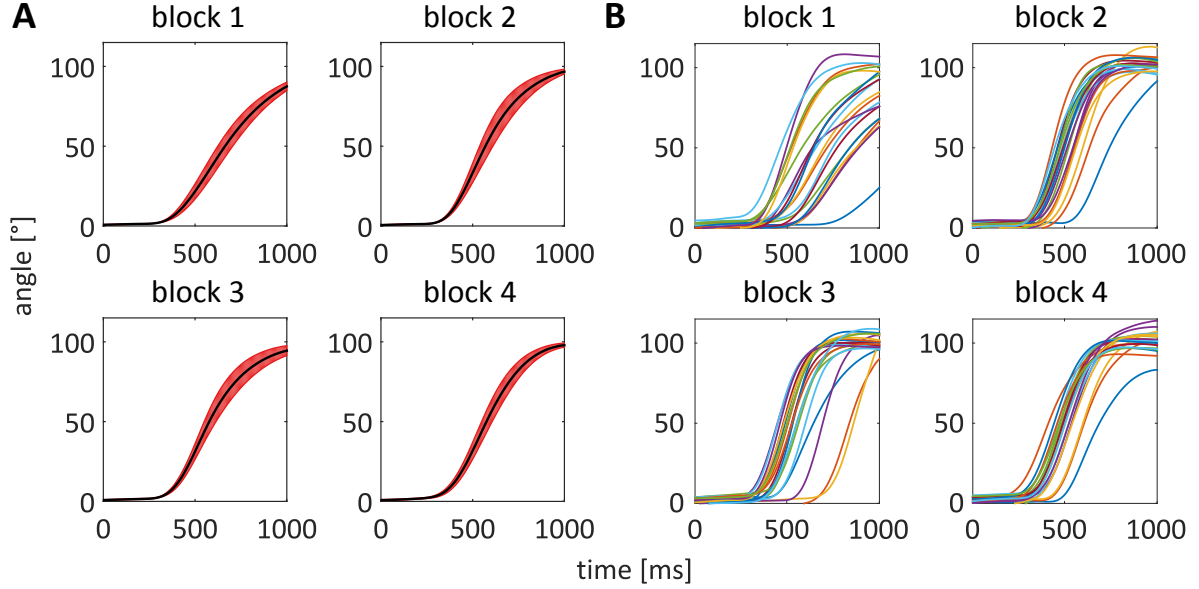 A block 1 block 2 B block 1 block 2
100 100 100 100
50 50 50 50
0 0 0 0
0 500 1000 0 500 1000 0 500 1000 0 500 1000
angle [°]
block 3 block 4 block 3 block 4
100 100 100 100
50 50 50 50
0 0 0 0
0 500 1000 0 500 1000 0 500 1000 0 500 1000
time [ms]